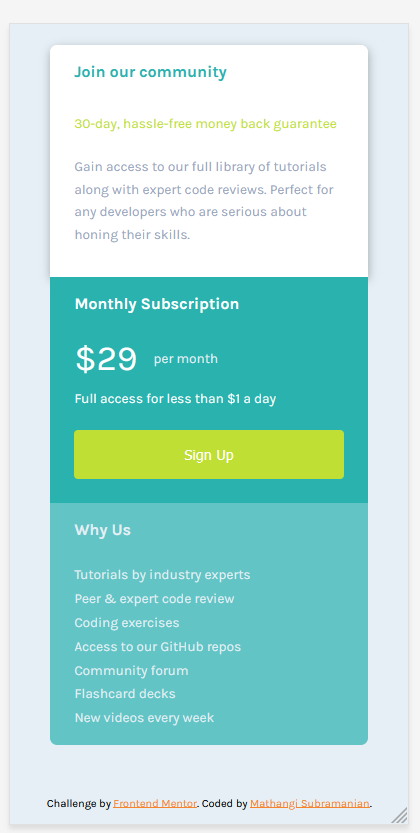 Join our community
30-day, hassle-free money back guarantee
Gain access to our full library of tutorials
along with expert code reviews. Perfect for
any developers who are serious about
honing their skills.
Monthly Subscription
$29 per month
Full access for less than $1 a day
Sign Up
Why Us
Tutorials by industry experts
Peer & expert code review
Coding exercises
Access to our GitHub repos
Community forum
Flashcard decks
New videos every week
Challenge by Frontend Mentor. Coded by Mathangi Subramanian.